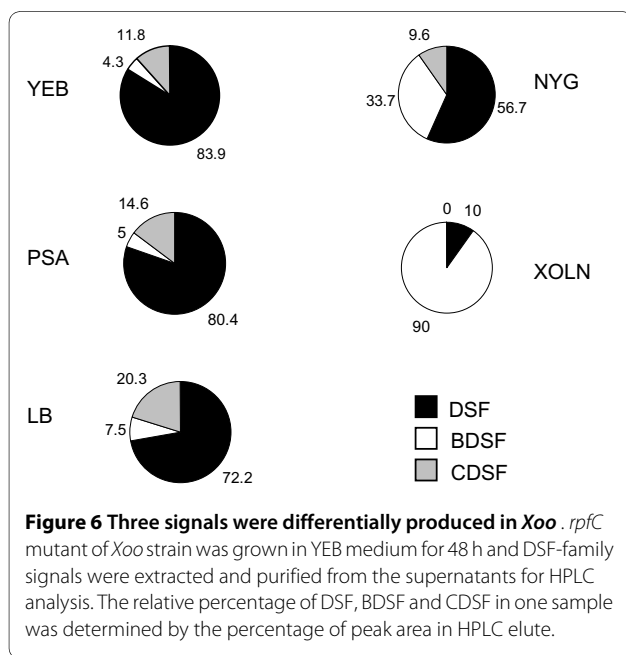 11.8
4.3
YEB
83.9
9.6
33.7
NYG
56.7
14.6
5
PSA
80.4
0 10
XOLN
90
20.3
LB
7.5
72.2
DSF
BDSF
CDSF
Figure 6 Three signals were differentially produced in Xoo . rpfC
mutant of Xoo strain was grown in YEB medium for 48 h and DSF-family
signals were extracted and purified from the supernatants for HPLC
analysis. The relative percentage of DSF, BDSF and CDSF in one sample
was determined by the percentage of peak area in HPLC elute.